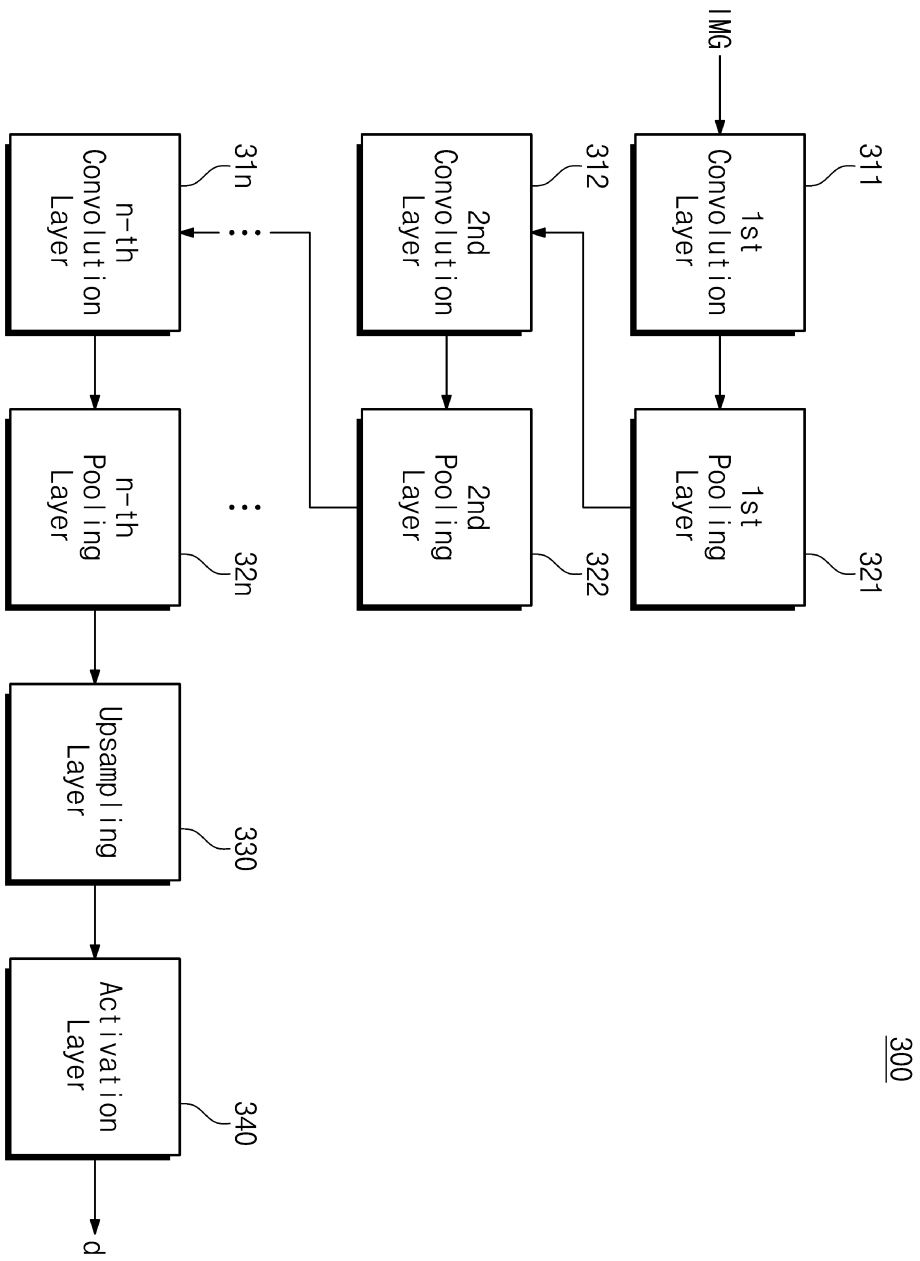 300
311
321
IMG
1st
Convolution
Layer
1st
Pooling
Layer
312
322
2nd
Convolution
Layer
2nd
Pooling
Layer
...
...
31n
32n
330
340
n-th
Convolution
Layer
n-th
Pooling
Layer
Upsampling
Layer
Activation
Layer
d